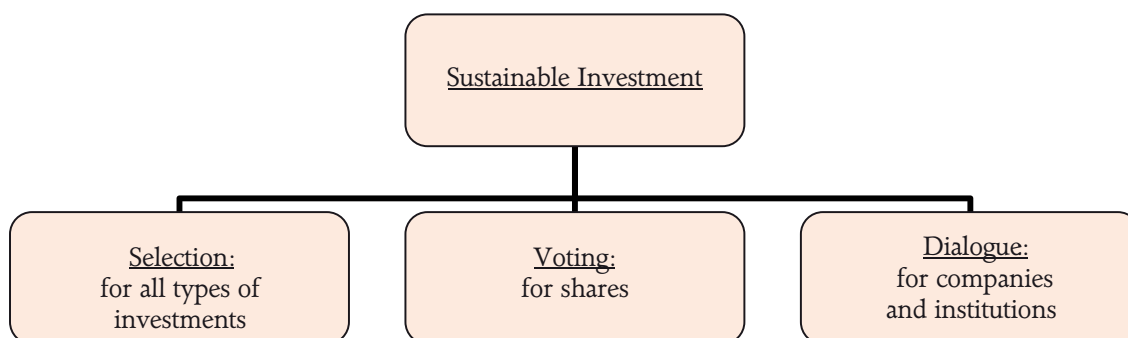 Sustainable Investment
Selection:
for all types of
investments
Voting:
for shares
Dialogue:
for companies
and institutions